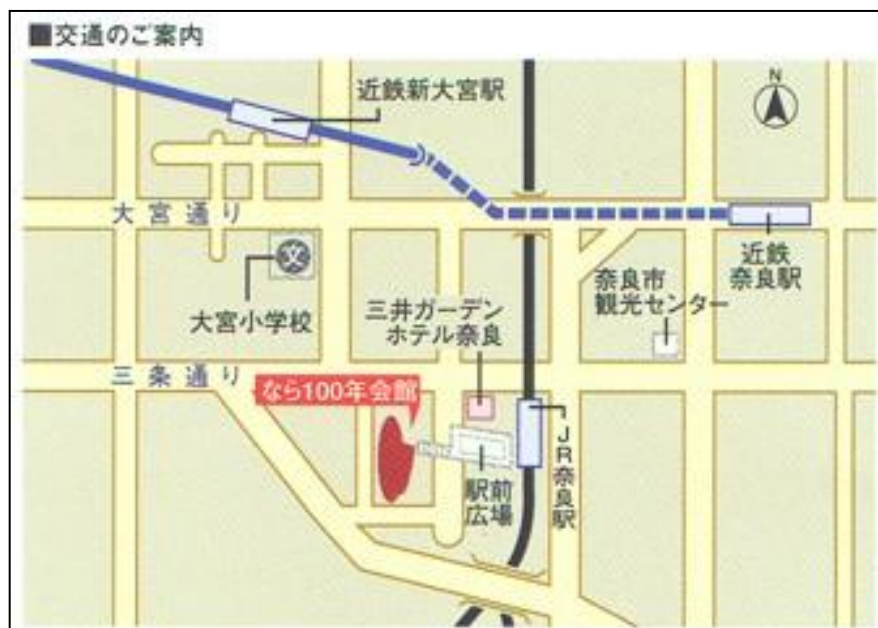 ■交通のご案内
近鉄新大宮駅
N
大宮通り
近鉄
奈良駅
奈良市
観光センター
文
大宮小学校
三井ガーデン
ホテル奈良
三条通り
なら100年会館
駅前
広場
JR奈良駅